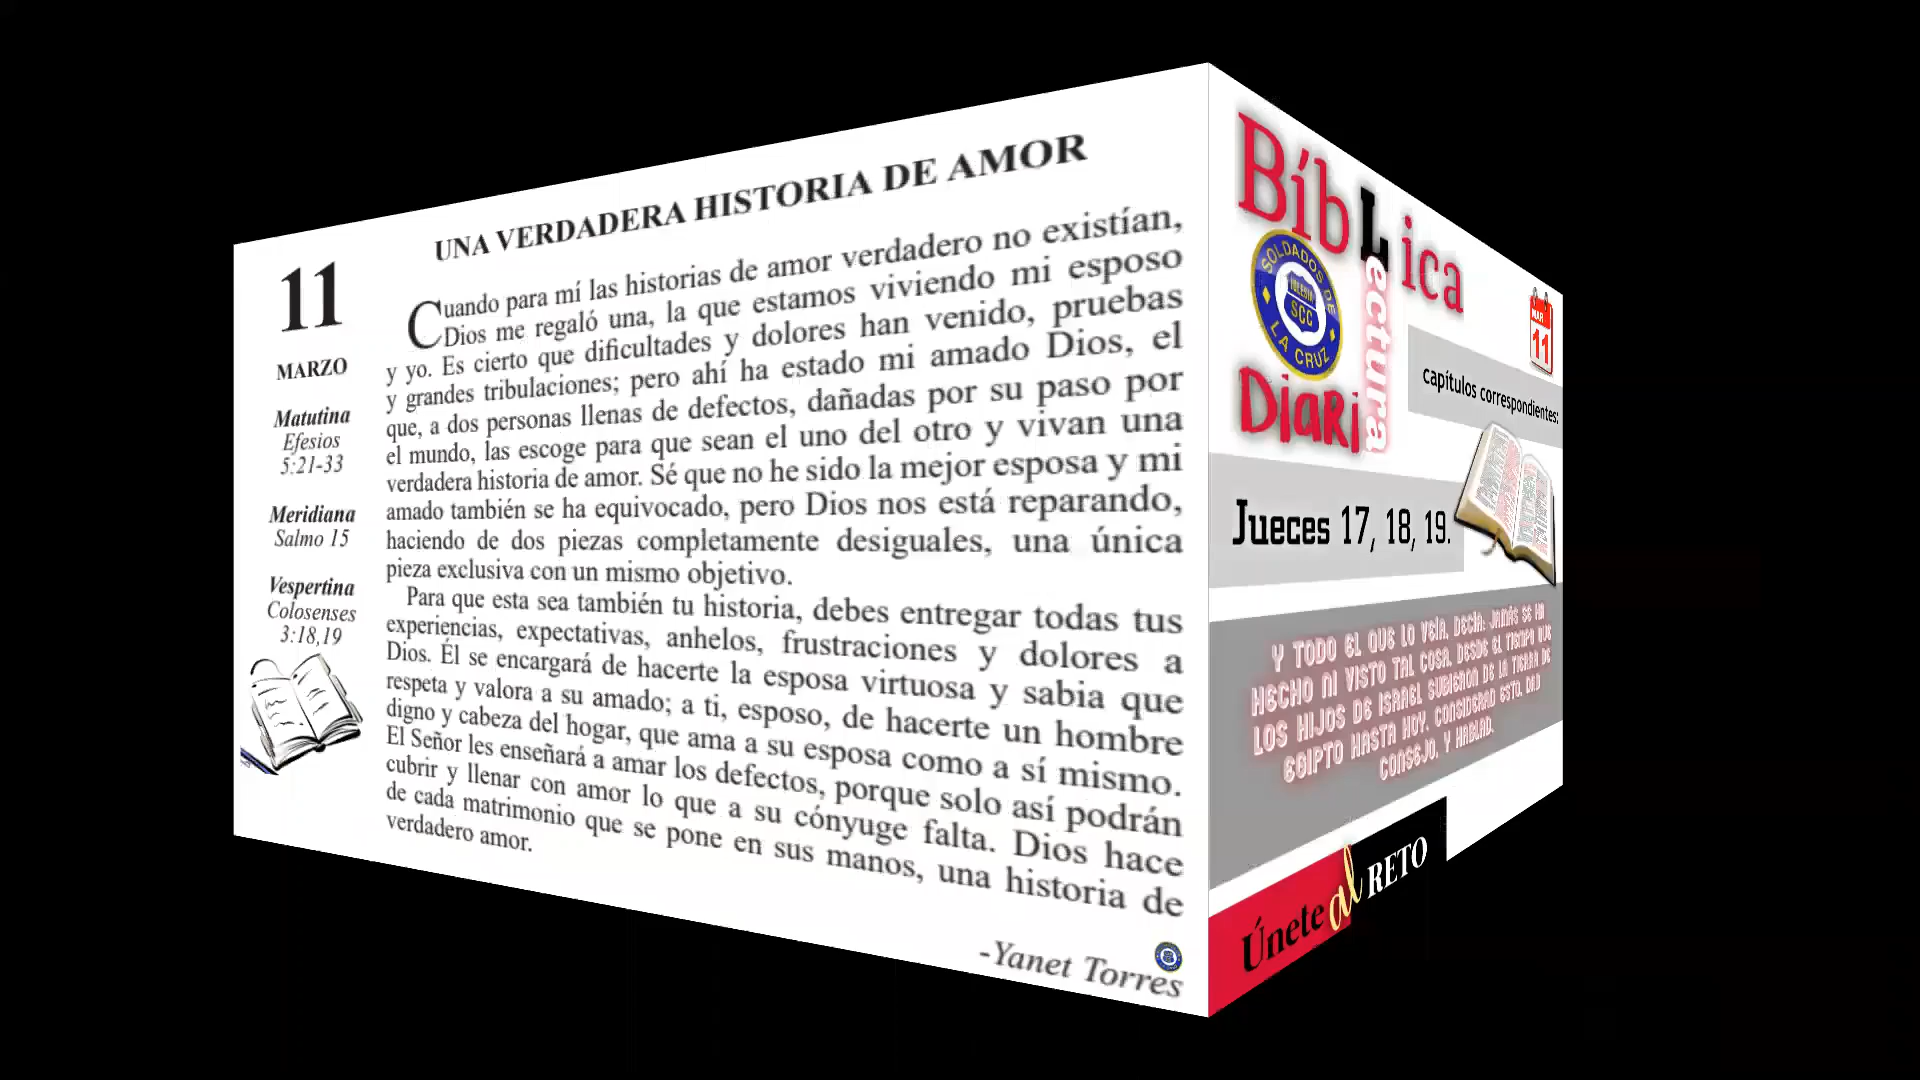 UNA VERDADERA HISTORIA DE AMOR
11
MARZO
Matutina
Efesios
5:21-33
Meridiana
Salmo 15
Vespertina
Colosenses
3:18,19
Cuando para mí las historias de amor verdadero no existían,
Dios me regaló una, la que estamos viviendo mi esposo
y yo. Es cierto que dificultades y dolores han venido, pruebas
y grandes tribulaciones; pero ahí ha estado mi amado Dios, el
que, a dos personas llenas de defectos, dañadas por su paso por
el mundo, las escoge para que sean el uno del otro y vivan una
verdadera historia de amor. Sé que no he sido la mejor esposa y mi
amado también se ha equivocado, pero Dios nos está reparando,
haciendo de dos piezas completamente desiguales, una única
pieza exclusiva con un mismo objetivo.
Para que esta sea también tu historia, debes entregar todas tus
experiencias, expectativas, anhelos, frustraciones y dolores a
Dios. Él se encargará de hacerte la esposa virtuosa y sabia que
respeta y valora a su amado; a ti, esposo, de hacerte un hombre
digno y cabeza del hogar, que ama a su esposa como a sí mismo.
El Señor les enseñará a amar los defectos, porque solo así podrán
cubrir y llenar con amor lo que a su cónyuge falta. Dios hace
de cada matrimonio que se pone en sus manos, una historia de
verdadero amor.
-Yanet Torres
Bíblica
Lectura
Diari
SOLDADOS DE
IGLESIA
SCC
LA CRUZ
MAR
11
capítulos correspondientes:
Jueces 17, 18, 19.
Y TODO EL QUE LO VEÍA, DECÍA: JAMÁS SE HA
HECHO NI VISTO TAL COSA, DESDE EL TIEMPO QUE
LOS HIJOS DE ISRAEL SUBIERON DE LA TIERRA DE
EGIPTO HASTA HOY. CONSIDERAD ESTO, DAD
CONSEJO, Y HABLAD.
Únete al RETO